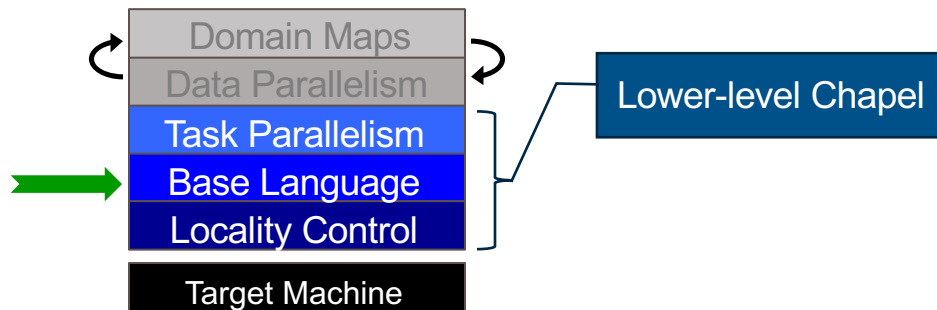 Domain Maps
Data Parallelism
Task Parallelism
Base Language
Locality Control
Target Machine
Lower-level Chapel